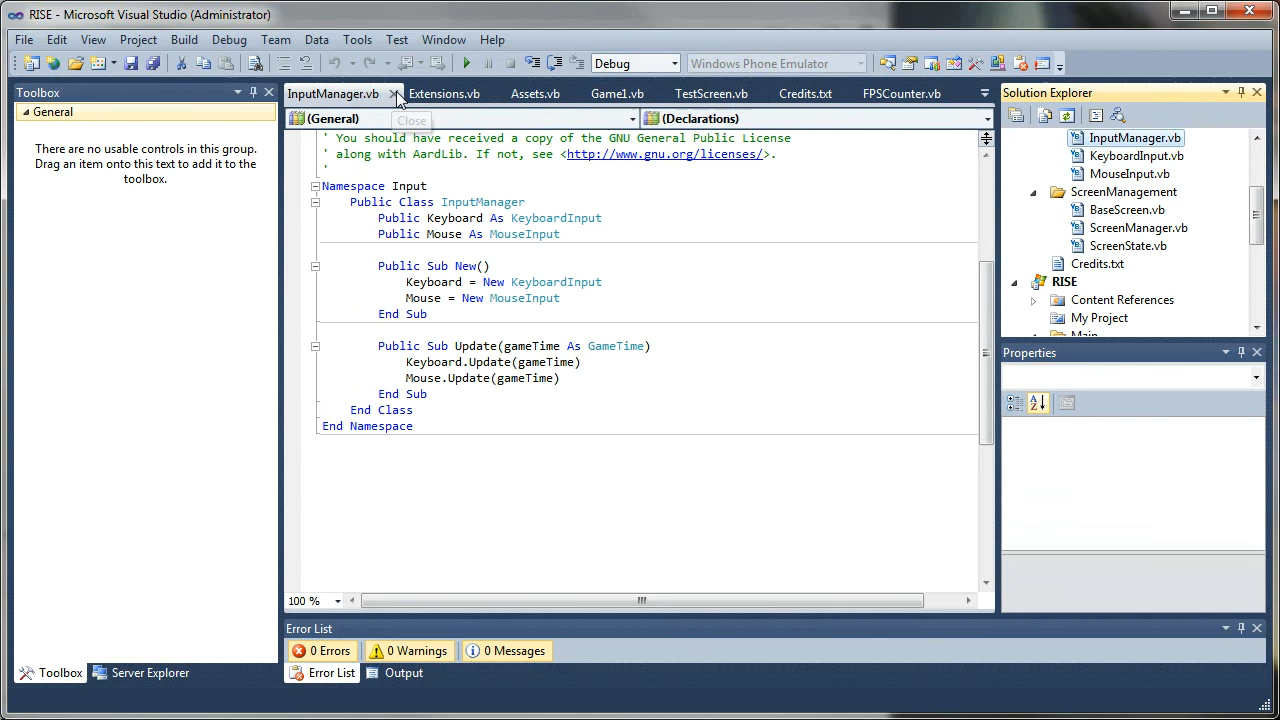 RISE - Microsoft Visual Studio (Administrator)
File Edit View Project Build Debug Team Data Tools Test Window Help
Debug Windows Phone Emulator
Toolbox
General
There are no usable controls in this group.
Drag an item onto this text to add it to the
toolbox.
Toolbox Server Explorer
InputManager.vb Extensions.vb Assets.vb Game1.vb TestScreen.vb Credits.txt FPSCounter.vb
Close
(General) (Declarations)
' You should have received a copy of the GNU General Public License
' along with AardLib. If not, see <http://www.gnu.org/licenses/>.
'
Namespace Input
Public Class InputManager
Public Keyboard As KeyboardInput
Public Mouse As MouseInput
Public Sub New()
Keyboard = New KeyboardInput
Mouse = New MouseInput
End Sub
Public Sub Update(gameTime As GameTime)
Keyboard.Update(gameTime)
Mouse.Update(gameTime)
End Sub
End Class
End Namespace
100 %
Error List
0 Errors 0 Warnings 0 Messages
Error List Output
Solution Explorer
InputManager.vb
KeyboardInput.vb
MouseInput.vb
ScreenManagement
BaseScreen.vb
ScreenManager.vb
ScreenState.vb
Credits.txt
RISE
Content References
My Project
Main
Properties